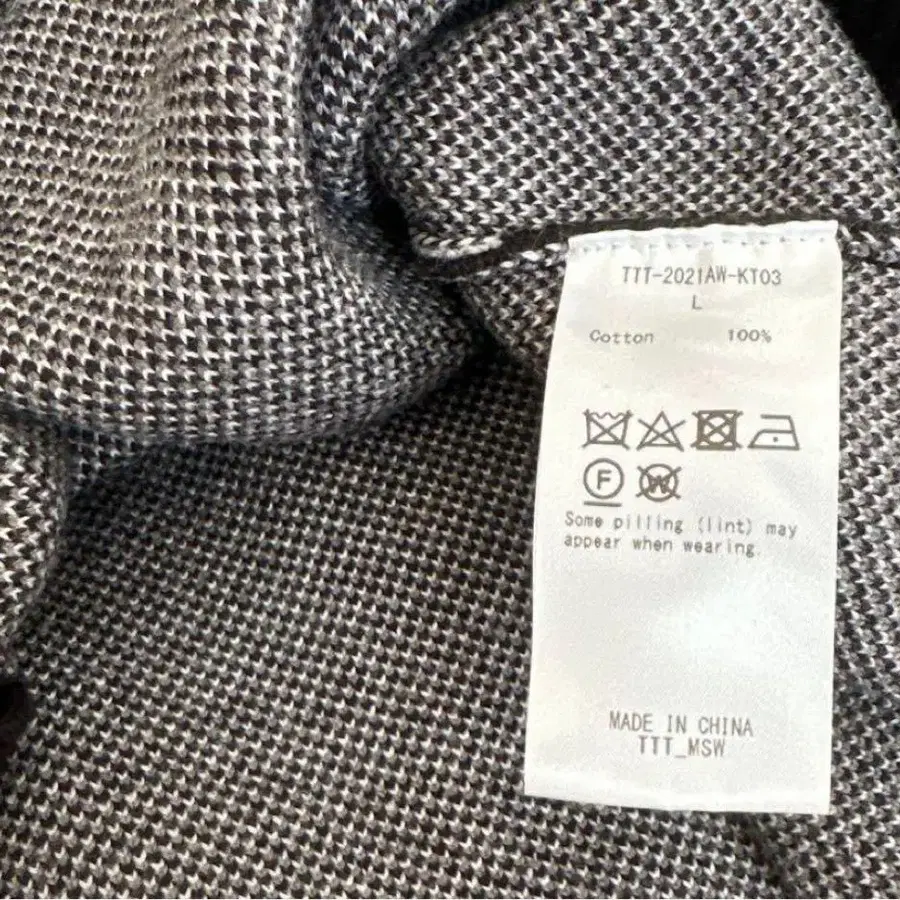 TTT-2021AW-KT03
L
Cotton 100%
F W
Some pilling (lint) may
appear when wearing.
MADE IN CHINA
TTT_MSW